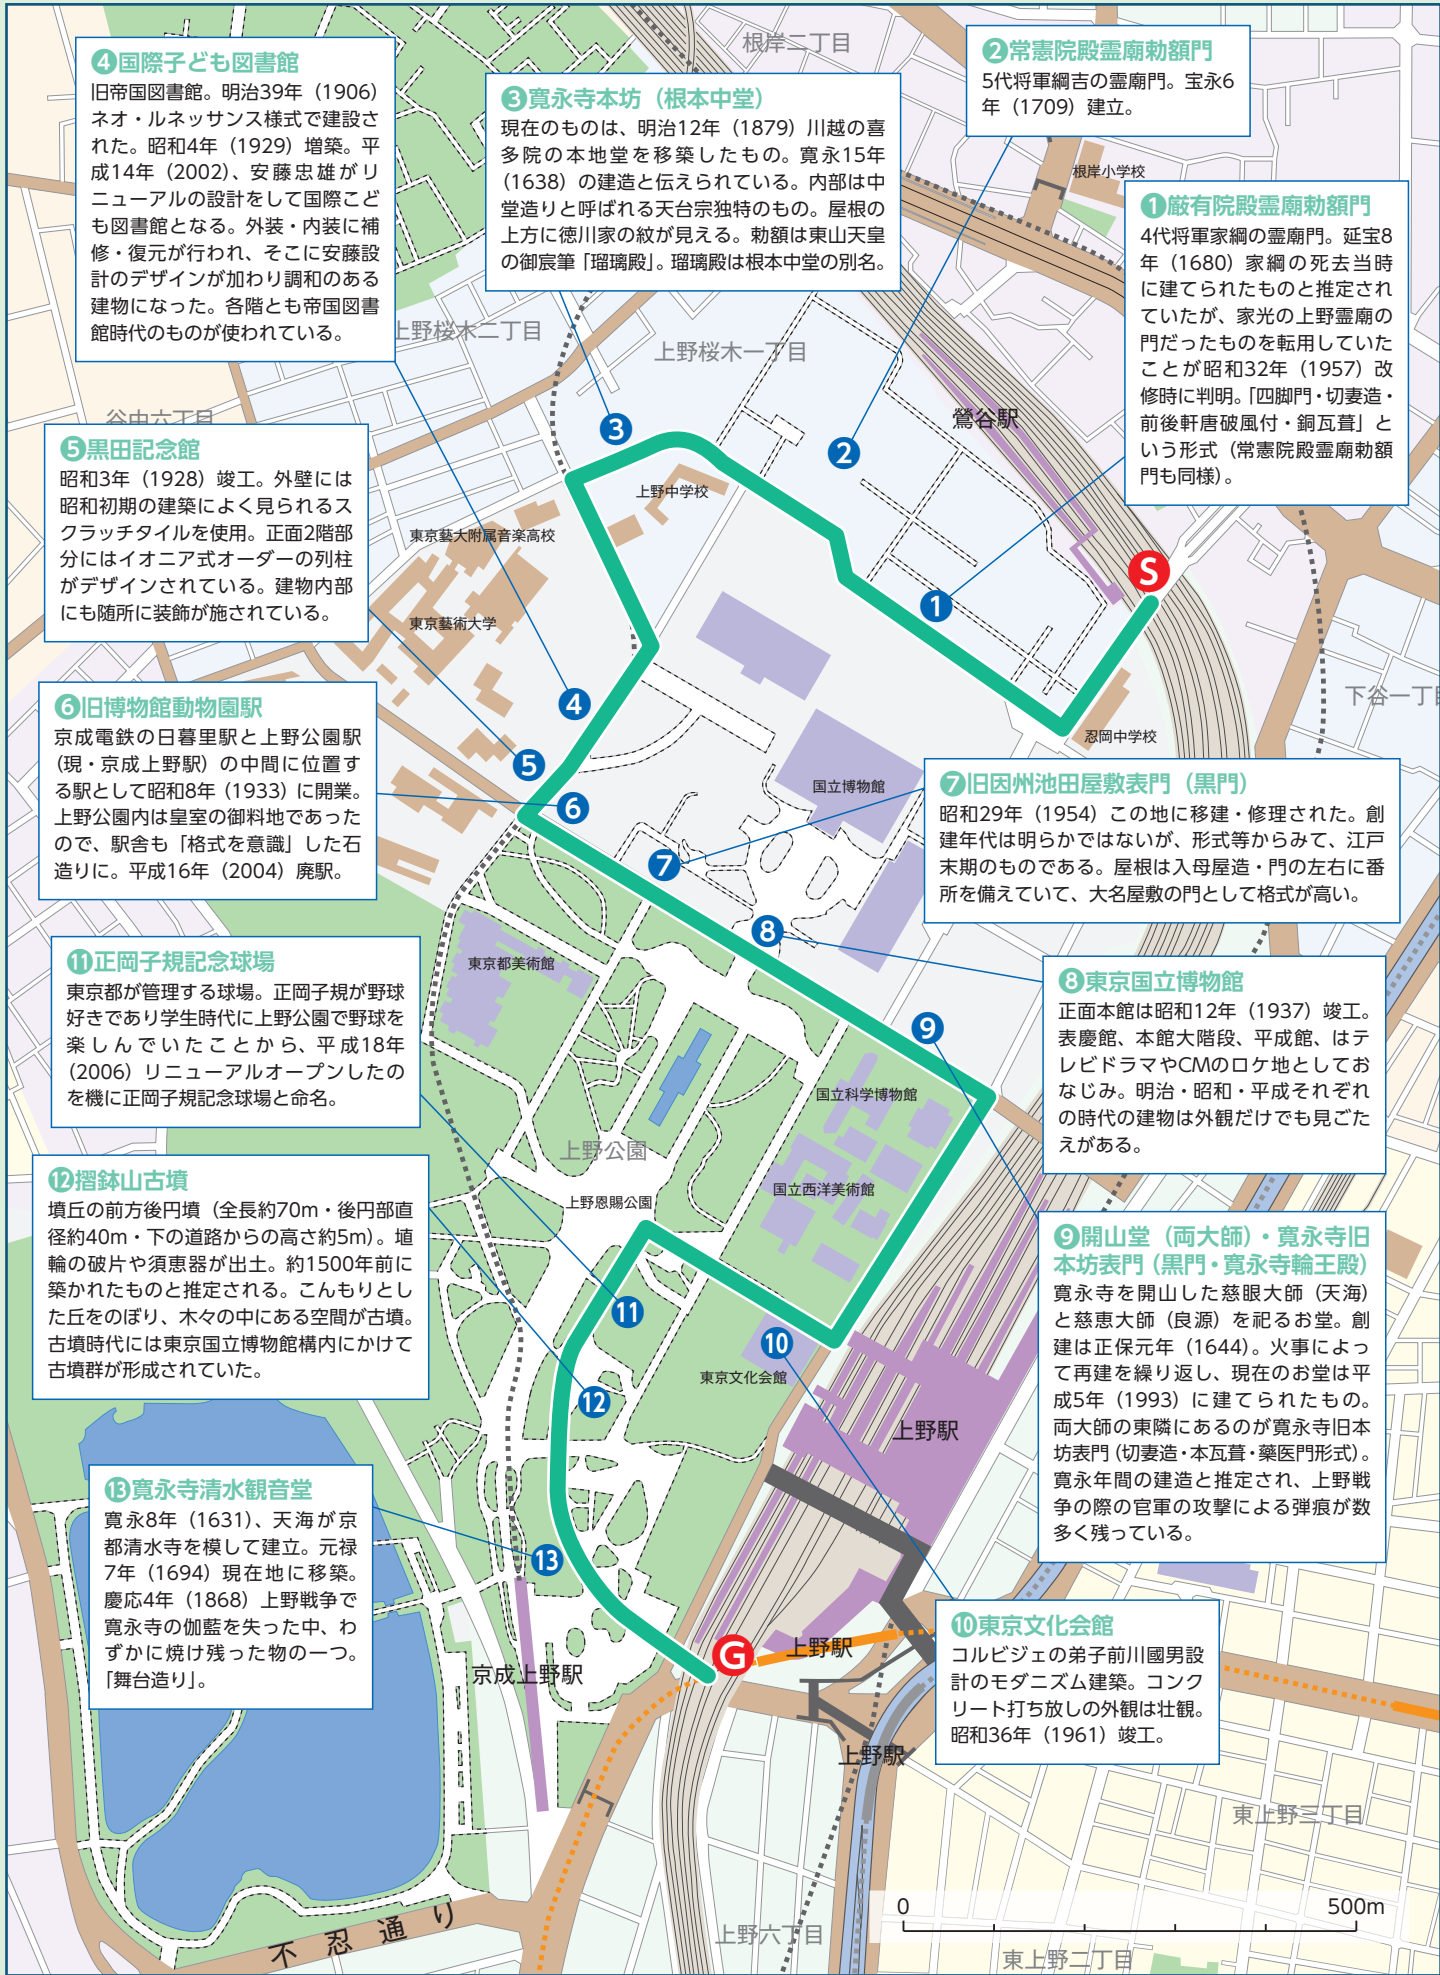 ❹国際子ども図書館
旧帝国図書館。明治39年（1906）
ネオ・ルネッサンス様式で建設さ
れた。昭和4年（1929）増築。平
成14年（2002）、安藤忠雄がリ
ニューアルの設計をして国際こど
も図書館となる。外装・内装に補
修・復元が行われ、そこに安藤設
計のデザインが加わり調和のある
建物になった。各階とも帝国図書
館時代のものが使われている。
❸寛永寺本坊（根本中堂）
現在のものは、明治12年（1879）川越の喜
多院の本地堂を移築したもの。寛永15年
（1638）の建造と伝えられている。内部は中
堂造りと呼ばれる天台宗独特のもの。屋根の
上方に徳川家の紋が見える。勅額は東山天皇
の御宸筆「瑠璃殿」。瑠璃殿は根本中堂の別名。
❷常憲院殿霊廟勅額門
5代将軍綱吉の霊廟門。宝永6
年（1709）建立。
❶厳有院殿霊廟勅額門
4代将軍家綱の霊廟門。延宝8
年（1680）家綱の死去当時
に建てられたものと推定され
ていたが、家光の上野霊廟の
門だったものを転用していた
ことが昭和32年（1957）改
修時に判明。「四脚門・切妻造・
前後軒唐破風付・銅瓦葺」と
いう形式（常憲院殿霊廟勅額
門も同様）。
❺黒田記念館
昭和3年（1928）竣工。外壁には
昭和初期の建築によく見られるス
クラッチタイルを使用。正面2階部
分にはイオニア式オーダーの列柱
がデザインされている。建物内部
にも随所に装飾が施されている。
❻旧博物館動物園駅
京成電鉄の日暮里駅と上野公園駅
（現・京成上野駅）の中間に位置す
る駅として昭和8年（1933）に開業。
上野公園内は皇室の御料地であった
ので、駅舎も「格式を意識」した石
造りに。平成16年（2004）廃駅。
❼旧因州池田屋敷表門（黒門）
昭和29年（1954）この地に移建・修理された。創
建年代は明らかではないが、形式等からみて、江戸
末期のものである。屋根は入母屋造・門の左右に番
所を備えていて、大名屋敷の門として格式が高い。
⓫正岡子規記念球場
東京都が管理する球場。正岡子規が野球
好きであり学生時代に上野公園で野球を
楽しんでいたことから、平成18年
（2006）リニューアルオープンしたの
を機に正岡子規記念球場と命名。
❽東京国立博物館
正面本館は昭和12年（1937）竣工。
表慶館、本館大階段、平成館、はテ
レビドラマやCMのロケ地としてお
なじみ。明治・昭和・平成それぞれ
の時代の建物は外観だけでも見ごた
えがある。
⓬摺鉢山古墳
墳丘の前方後円墳（全長約70m・後円部直
径約40m・下の道路からの高さ約5m）。埴
輪の破片や須恵器が出土。約1500年前に
築かれたものと推定される。こんもりとし
た丘をのぼり、木々の中にある空間が古墳。
古墳時代には東京国立博物館構内にかけて
古墳群が形成されていた。
❾開山堂（両大師）・寛永寺旧
本坊表門（黒門・寛永寺輪王殿）
寛永寺を開山した慈眼大師（天海）
と慈恵大師（良源）を祀るお堂。創
建は正保元年（1644）。火事によっ
て再建を繰り返し、現在のお堂は平
成5年（1993）に建てられたもの。
両大師の東隣にあるのが寛永寺旧本
坊表門（切妻造・本瓦葺・薬医門形式）。
寛永年間の建造と推定され、上野戦
争の際の官軍の攻撃による弾痕が数
多く残っている。
⓭寛永寺清水観音堂
寛永8年（1631）、天海が京
都清水寺を模して建立。元禄
7年（1694）現在地に移築。
慶応4年（1868）上野戦争で
寛永寺の伽藍を失った中、わ
ずかに焼け残った物の一つ。
「舞台造り」。
❿東京文化会館
コルビジェの弟子前川國男設
計のモダニズム建築。コンク
リート打ち放しの外観は壮観。
昭和36年（1961）竣工。
根岸二丁目
根岸小学校
上野桜木二丁目
上野桜木一丁目
谷中六丁目
鶯谷駅
❸
❷
上野中学校
東京藝大附属音楽高校
S
❶
東京藝術大学
下谷一丁目
❹
忍岡中学校
❺
国立博物館
❻
❼
❽
東京都美術館
❾
国立科学博物館
上野公園
国立西洋美術館
上野恩賜公園
⓫
❿
東京文化会館
⓬
上野駅
⓭
G
上野駅
京成上野駅
上野駅
東上野三丁目
0 500m
不忍通り
上野六丁目
東上野二丁目